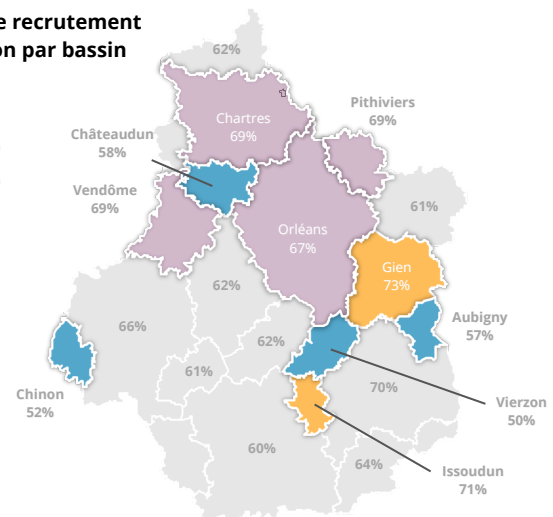 e recrutement
on par bassin
62%
Chartres
69%
Pithiviers
69%
Châteaudun
58%
Vendôme
69%
Orléans
67%
61%
Gien
73%
62%
66%
62%
Aubigny
57%
61%
70%
Chinon
52%
Vierzon
50%
60%
64%
Issoudun
71%